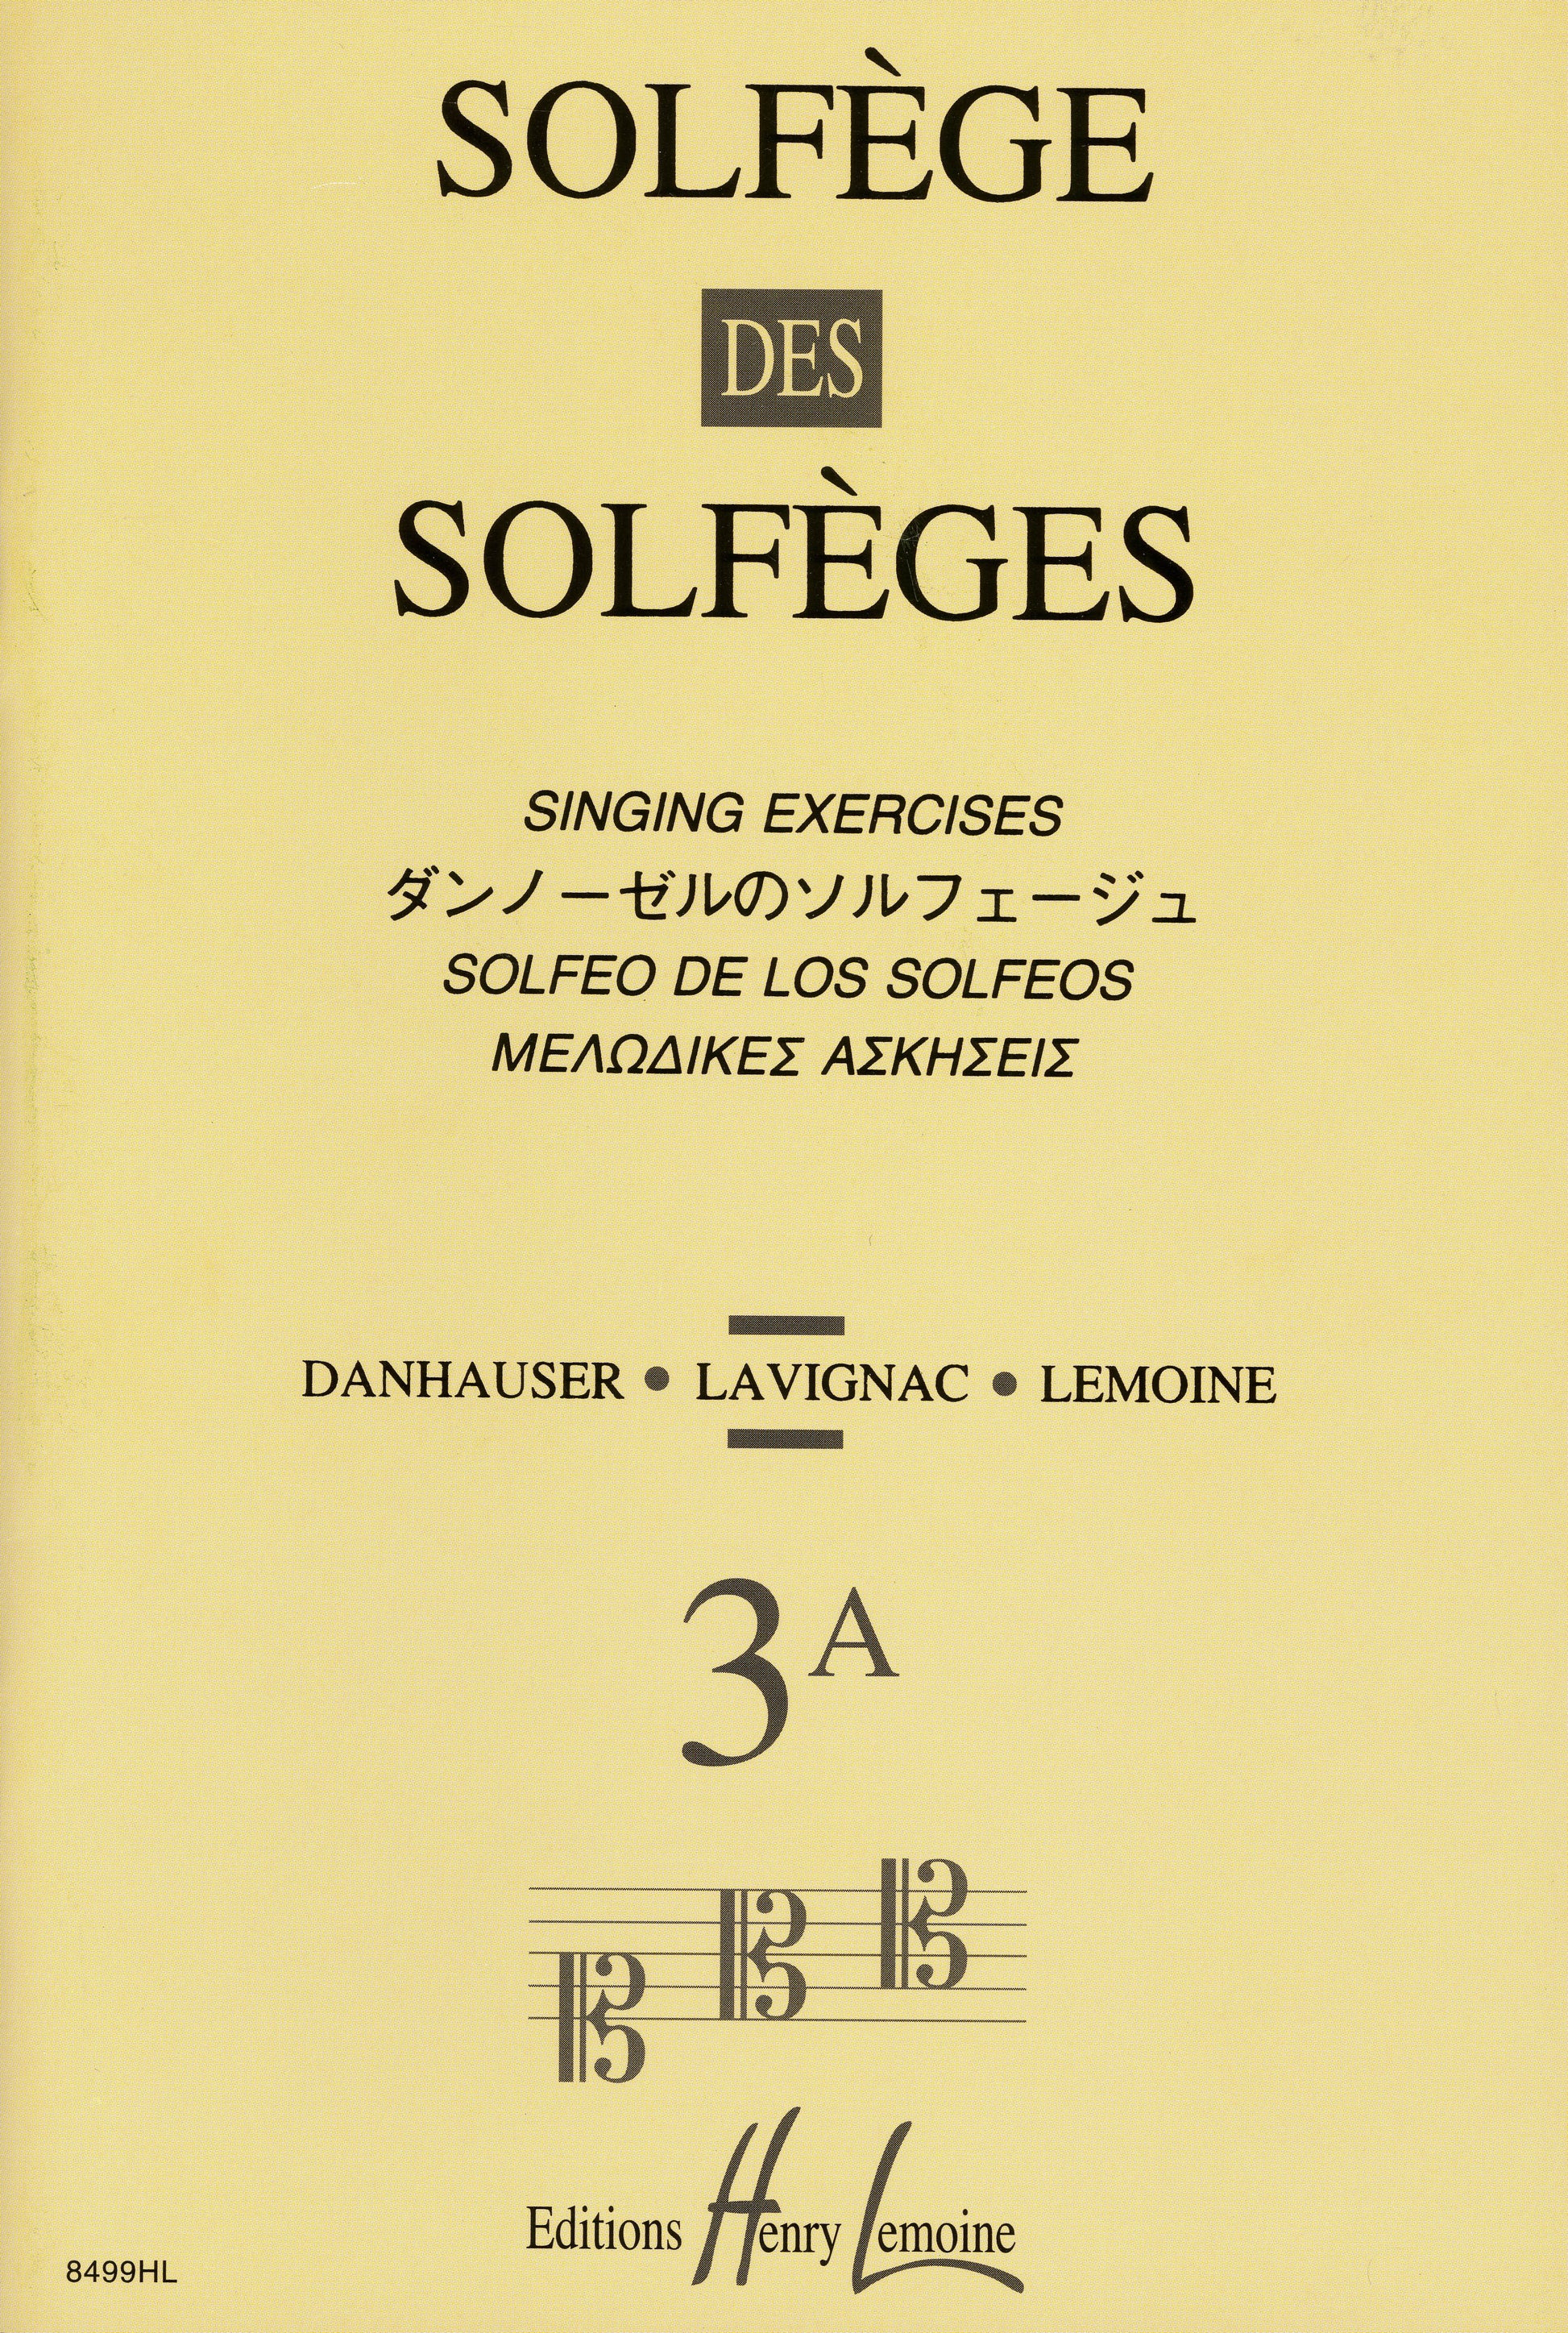 SOLFÈGE
DES
SOLFÈGES
SINGING EXERCISES
ダンノーゼルのソルフェージュ
SOLFEO DE LOS SOLFEOS
ΜΕΛΩΔΙΚΕΣ ΑΣΚΗΣΕΙΣ
DANHAUSER • LAVIGNAC • LEMOINE
3A
Editions Henry Lemoine
8499HL